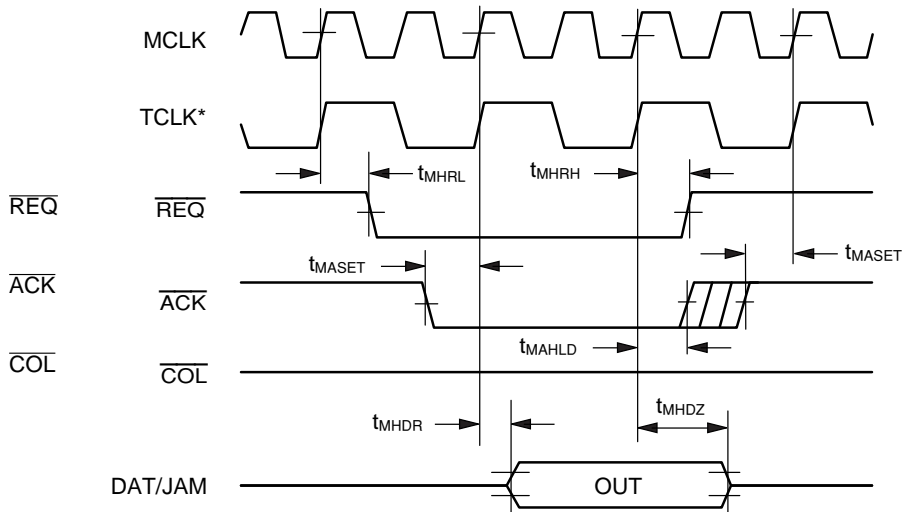 MCLK
TCLK*
tMHRL
tMHRH
REQ REQ
tMASET
tMASET
ACK ACK
tMAHLD
COL COL
tMHDR
tMHDZ
DAT/JAM
OUT